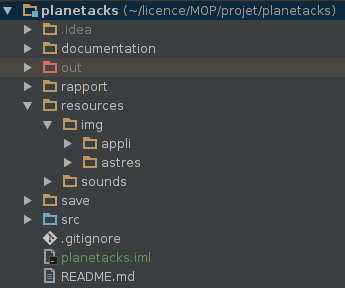 planetacks (~/licence/MOP/projet/planetacks)
.idea
documentation
out
rapport
resources
img
appli
astres
sounds
save
src
.gitignore
planetacks.iml
README.md